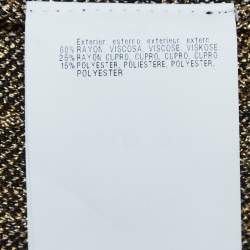 Exterior, esterno, exterieur, extern
60% RAYON, VISCOSA, VISCOSE, VISKOSE
25% RAYON CUPRO, CUPRO, CUPRO, CUPRO
15% POLYESTER, POLIESTERE, POLYESTER,
POLYESTER